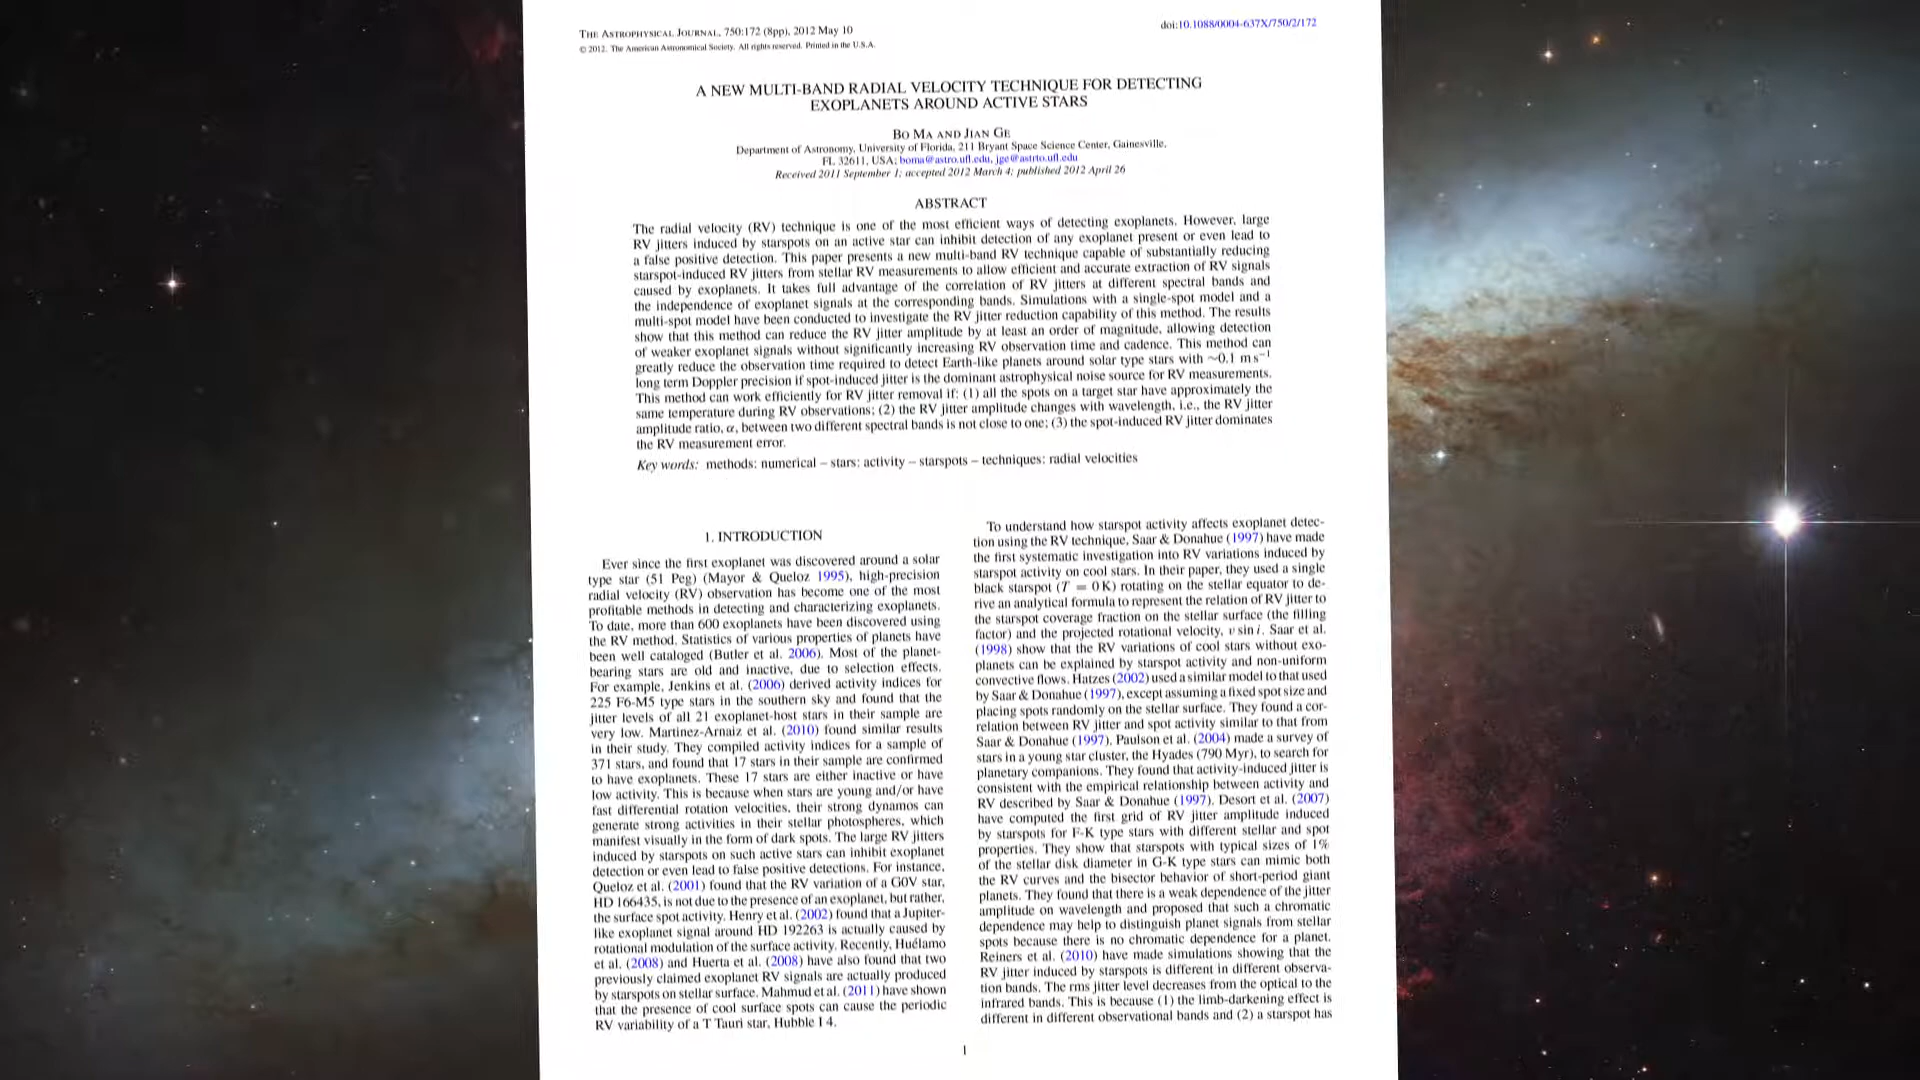 THE ASTROPHYSICAL JOURNAL, 750:172 (8pp), 2012 May 10
doi:10.1088/0004-637X/750/2/172
© 2012. The American Astronomical Society. All rights reserved. Printed in the U.S.A.
A NEW MULTI-BAND RADIAL VELOCITY TECHNIQUE FOR DETECTING
EXOPLANETS AROUND ACTIVE STARS
BO MA AND JIAN GE
Department of Astronomy, University of Florida, 211 Bryant Space Science Center, Gainesville,
FL 32611, USA; boma@astro.ufl.edu, jge@astrto.ufl.edu
Received 2011 September 1; accepted 2012 March 4; published 2012 April 26
ABSTRACT
The radial velocity (RV) technique is one of the most efficient ways of detecting exoplanets. However, large
RV jitters induced by starspots on an active star can inhibit detection of any exoplanet present or even lead to
a false positive detection. This paper presents a new multi-band RV technique capable of substantially reducing
starspot-induced RV jitters from stellar RV measurements to allow efficient and accurate extraction of RV signals
caused by exoplanets. It takes full advantage of the correlation of RV jitters at different spectral bands and
the independence of exoplanet signals at the corresponding bands. Simulations with a single-spot model and a
multi-spot model have been conducted to investigate the RV jitter reduction capability of this method. The results
show that this method can reduce the RV jitter amplitude by at least an order of magnitude, allowing detection
of weaker exoplanet signals without significantly increasing RV observation time and cadence. This method can
greatly reduce the observation time required to detect Earth-like planets around solar type stars with ~0.1 m s⁻¹
long term Doppler precision if spot-induced jitter is the dominant astrophysical noise source for RV measurements.
This method can work efficiently for RV jitter removal if: (1) all the spots on a target star have approximately the
same temperature during RV observations; (2) the RV jitter amplitude changes with wavelength, i.e., the RV jitter
amplitude ratio, α, between two different spectral bands is not close to one; (3) the spot-induced RV jitter dominates
the RV measurement error.
Key words: methods: numerical – stars: activity – starspots – techniques: radial velocities
1. INTRODUCTION
Ever since the first exoplanet was discovered around a solar
type star (51 Peg) (Mayor & Queloz 1995), high-precision
radial velocity (RV) observation has become one of the most
profitable methods in detecting and characterizing exoplanets.
To date, more than 600 exoplanets have been discovered using
the RV method. Statistics of various properties of planets have
been well cataloged (Butler et al. 2006). Most of the planet-
bearing stars are old and inactive, due to selection effects.
For example, Jenkins et al. (2006) derived activity indices for
225 F6-M5 type stars in the southern sky and found that the
jitter levels of all 21 exoplanet-host stars in their sample are
very low. Martinez-Arnaiz et al. (2010) found similar results
in their study. They compiled activity indices for a sample of
371 stars, and found that 17 stars in their sample are confirmed
to have exoplanets. These 17 stars are either inactive or have
low activity. This is because when stars are young and/or have
fast differential rotation velocities, their strong dynamos can
generate strong activities in their stellar photospheres, which
manifest visually in the form of dark spots. The large RV jitters
induced by starspots on such active stars can inhibit exoplanet
detection or even lead to false positive detections. For instance,
Queloz et al. (2001) found that the RV variation of a G0V star,
HD 166435, is not due to the presence of an exoplanet, but rather,
the surface spot activity. Henry et al. (2002) found that a Jupiter-
like exoplanet signal around HD 192263 is actually caused by
rotational modulation of the surface activity. Recently, Huélamo
et al. (2008) and Huerta et al. (2008) have also found that two
previously claimed exoplanet RV signals are actually produced
by starspots on stellar surface. Mahmud et al. (2011) have shown
that the presence of cool surface spots can cause the periodic
RV variability of a T Tauri star, Hubble I 4.
To understand how starspot activity affects exoplanet detec-
tion using the RV technique, Saar & Donahue (1997) have made
the first systematic investigation into RV variations induced by
starspot activity on cool stars. In their paper, they used a single
black starspot (T = 0 K) rotating on the stellar equator to de-
rive an analytical formula to represent the relation of RV jitter to
the starspot coverage fraction on the stellar surface (the filling
factor) and the projected rotational velocity, v sin i. Saar et al.
(1998) show that the RV variations of cool stars without exo-
planets can be explained by starspot activity and non-uniform
convective flows. Hatzes (2002) used a similar model to that used
by Saar & Donahue (1997), except assuming a fixed spot size and
placing spots randomly on the stellar surface. They found a cor-
relation between RV jitter and spot activity similar to that from
Saar & Donahue (1997). Paulson et al. (2004) made a survey of
stars in a young star cluster, the Hyades (790 Myr), to search for
planetary companions. They found that activity-induced jitter is
consistent with the empirical relationship between activity and
RV described by Saar & Donahue (1997). Desort et al. (2007)
have computed the first grid of RV jitter amplitude induced
by starspots for F-K type stars with different stellar and spot
properties. They show that starspots with typical sizes of 1%
of the stellar disk diameter in G-K type stars can mimic both
the RV curves and the bisector behavior of short-period giant
planets. They found that there is a weak dependence of the jitter
amplitude on wavelength and proposed that such a chromatic
dependence may help to distinguish planet signals from stellar
spots because there is no chromatic dependence for a planet.
Reiners et al. (2010) have made simulations showing that the
RV jitter induced by starspots is different in different observa-
tion bands. The rms jitter level decreases from the optical to the
infrared bands. This is because (1) the limb-darkening effect is
different in different observational bands and (2) a starspot has
1